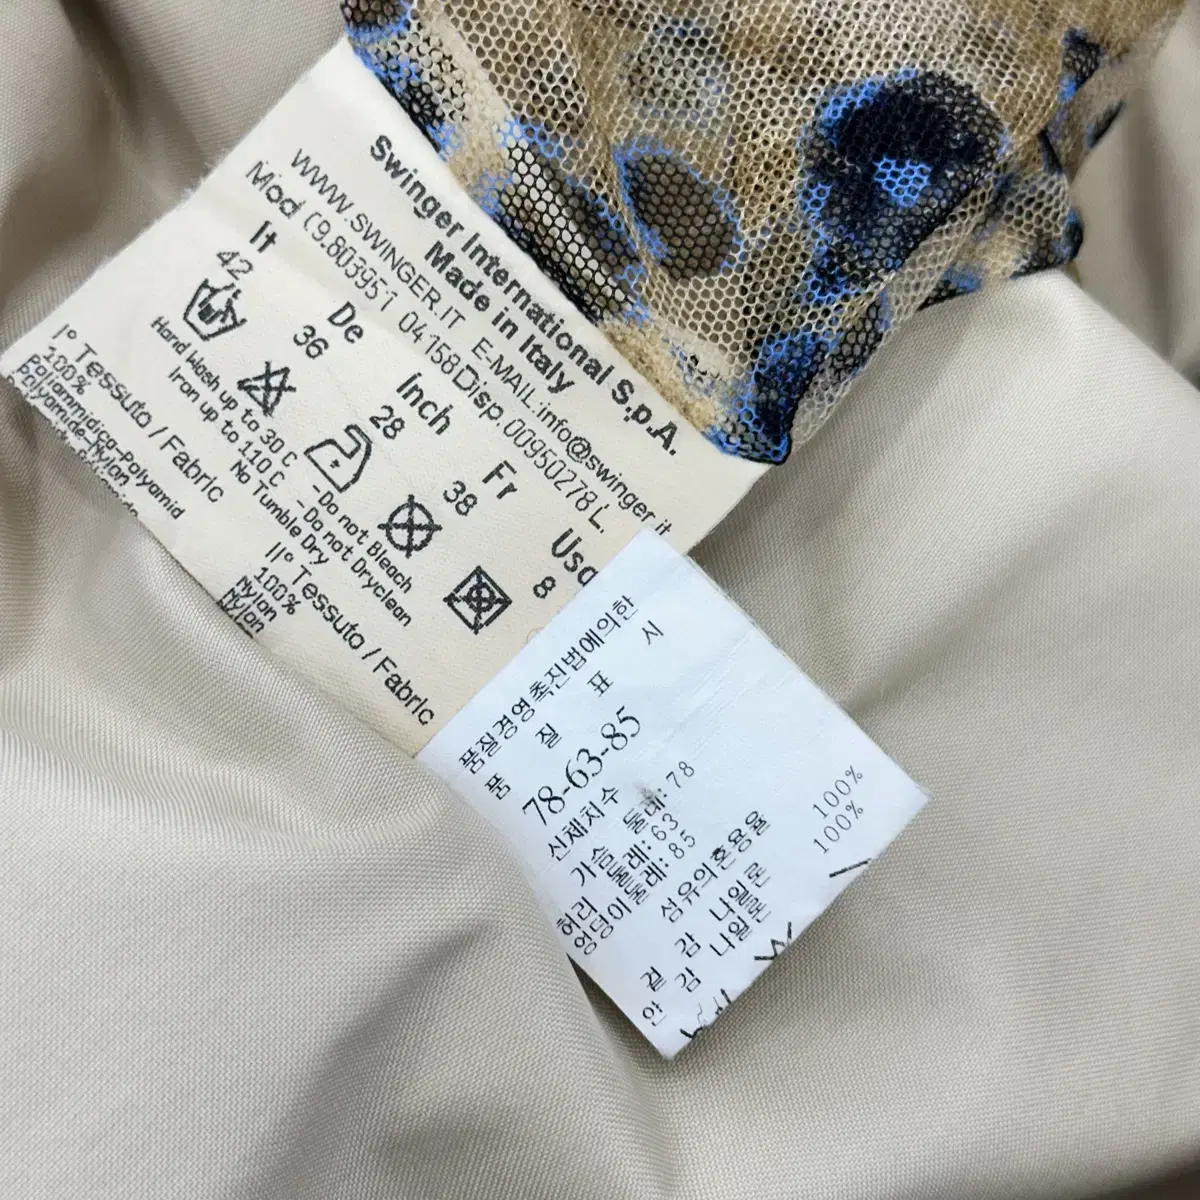 Swinger International S.p.A.
Made in Italy
WWW.SWINGER.IT E-MAIL:info@swinger.it
Mod (9.803951 04 158 Disp. 00950278 L.
It De Inch Fr Usa
42 36 28 38 8
Hand Wash up to 30 C -Do not Bleach
Iron up to 110 C -Do not Dryclean
No Tumble Dry
I° Tessuto / Fabric
100%
Poliammidica-Polyamid
Polyamide-Nylon
II° Tessuto / Fabric
100%
Nylon
Nylon
품질경영촉진법에의한
품 질 표 시
78-63-85
신체치수
가슴둘레: 78
허리둘레: 63
엉덩이둘레: 85
섬유의혼용율
겉 감 나일론 100%
안 감 나일론 100%